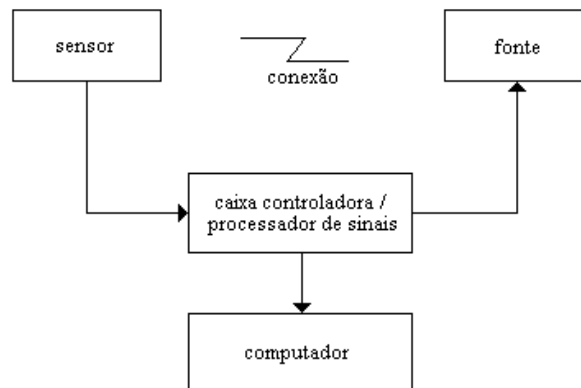 sensor
conexão
fonte
caixa controladora /
processador de sinais
computador